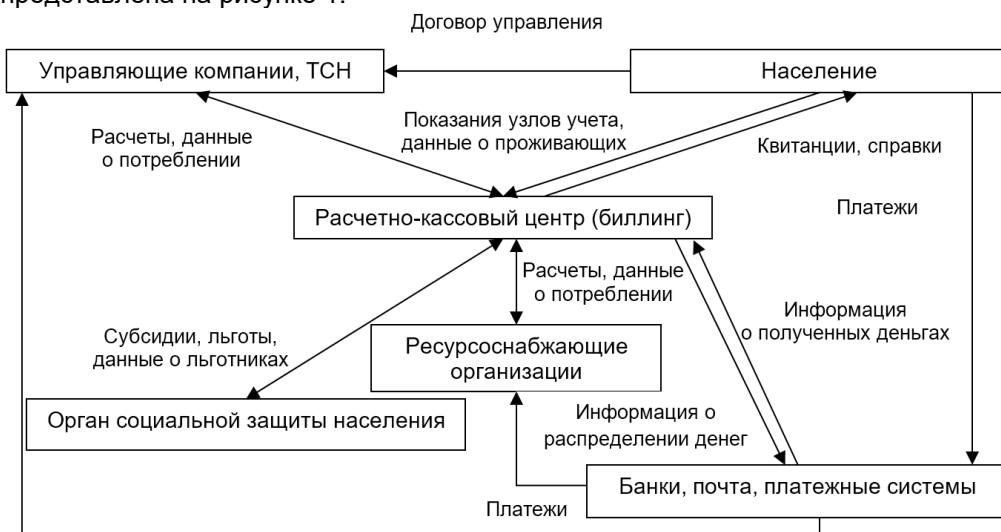 представлена на рисунке 1.
Договор управления
Управляющие компании, ТСН
Население
Расчеты, данные
о потреблении
Показания узлов учета,
данные о проживающих
Квитанции, справки
Платежи
Расчетно-кассовый центр (биллинг)
Расчеты, данные
о потреблении
Информация
о полученных деньгах
Субсидии, льготы,
данные о льготниках
Ресурсоснабжающие
организации
Орган социальной защиты населения
Информация о
распределении денег
Банки, почта, платежные системы
Платежи